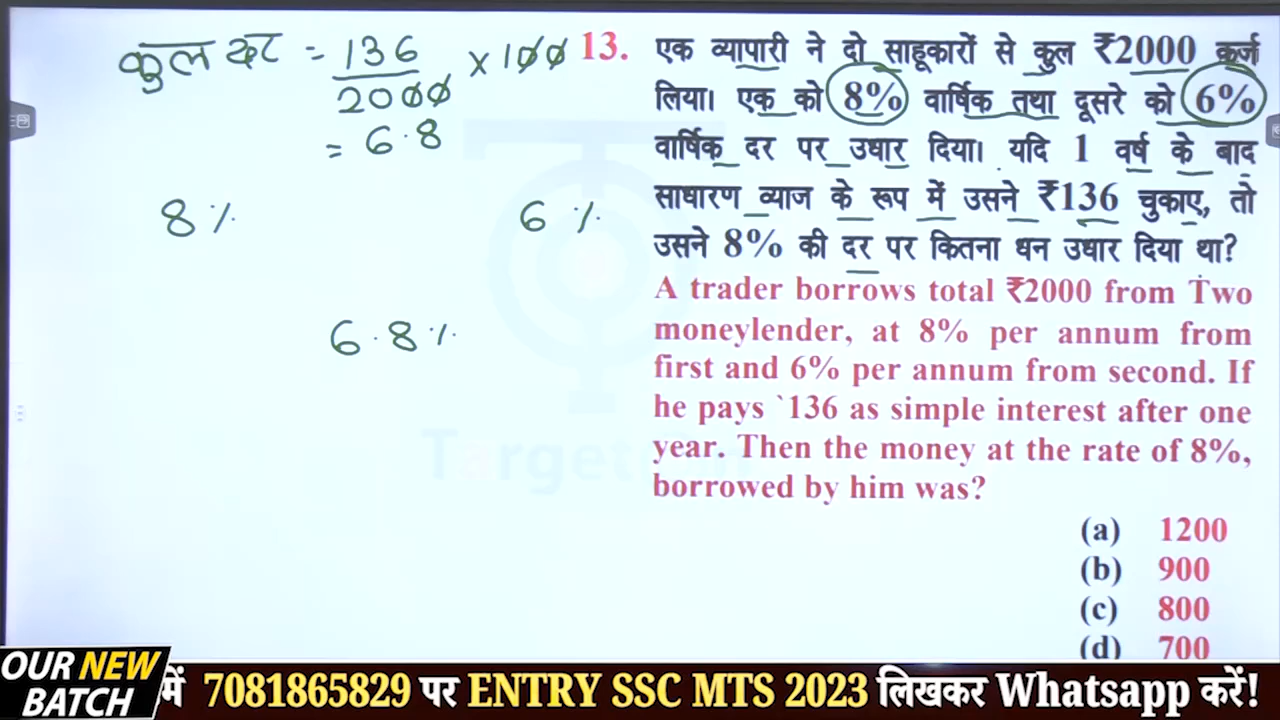 कुल दर = 136 / 2000 × 100
= 6.8
8%
6%
6.8%
13. एक व्यापारी ने दो साहूकारों से कुल ₹2000 कर्ज
लिया। एक को 8% वार्षिक तथा दूसरे को 6%
वार्षिक दर पर उधार दिया। यदि 1 वर्ष के बाद
साधारण ब्याज के रूप में उसने ₹136 चुकाए, तो
उसने 8% की दर पर कितना धन उधार दिया था?
A trader borrows total ₹2000 from Two
moneylender, at 8% per annum from
first and 6% per annum from second. If
he pays `136 as simple interest after one
year. Then the money at the rate of 8%,
borrowed by him was?
(a) 1200
(b) 900
(c) 800
(d) 700
OUR NEW
BATCH
में 7081865829 पर ENTRY SSC MTS 2023 लिखकर Whatsapp करें!